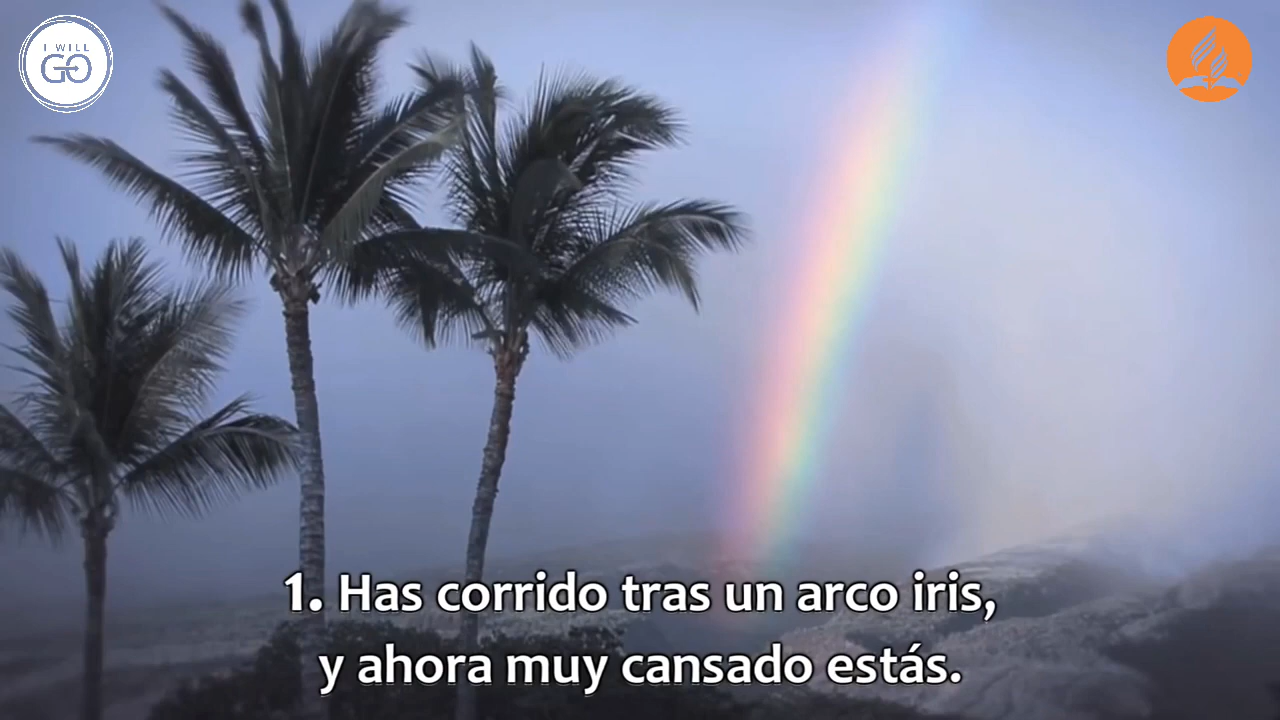 I WILL
GO
1. Has corrido tras un arco iris,
y ahora muy cansado estás.